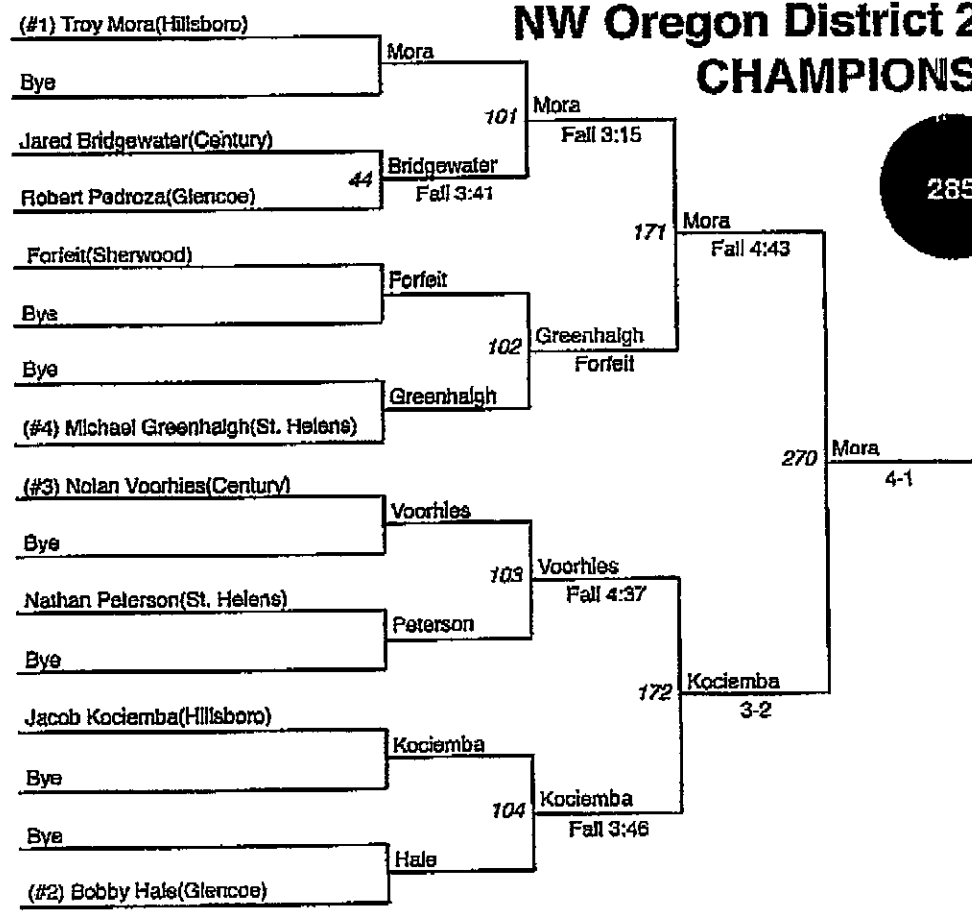 NW Oregon District 2
CHAMPIONS
285
(#1) Troy Mora(Hillsboro)
Mora
Bye
101
Mora
Fall 3:15
Jared Bridgewater(Century)
44
Bridgewater
Fall 3:41
Robert Pedroza(Glencoe)
171
Mora
Fall 4:43
Forfeit(Sherwood)
Forfeit
Bye
102
Greenhalgh
Forfeit
Bye
Greenhalgh
(#4) Michael Greenhalgh(St. Helens)
270
Mora
4-1
(#3) Nolan Voorhies(Century)
Voorhies
Bye
103
Voorhies
Fall 4:37
Nathan Peterson(St. Helens)
Peterson
Bye
172
Kociemba
3-2
Jacob Kociemba(Hillsboro)
Kociemba
Bye
104
Kociemba
Fall 3:46
Bye
Hale
(#2) Bobby Hale(Glencoe)